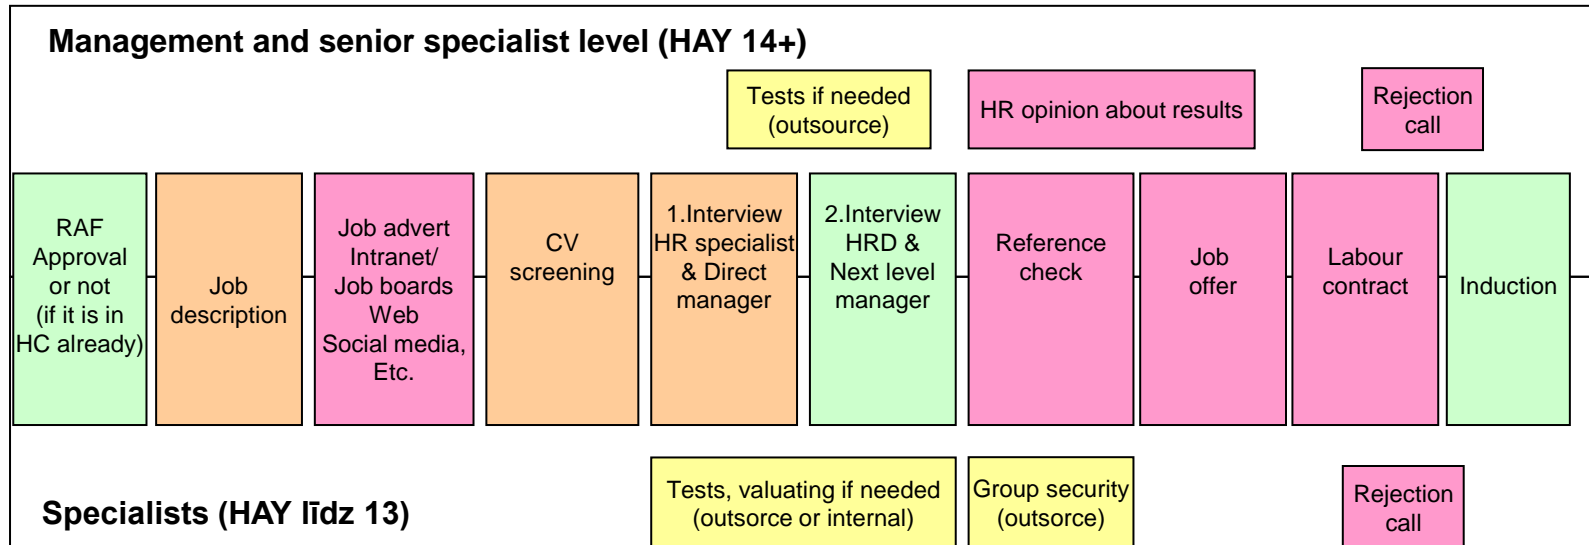 Management and senior specialist level (HAY 14+)
Tests if needed
(outsource)
HR opinion about results
Rejection
call
RAF
Approval
or not
(if it is in
HC already)
Job
description
Job advert
Intranet/
Job boards
Web
Social media,
Etc.
CV
screening
1.Interview
HR specialist
& Direct
manager
2.Interview
HRD &
Next level
manager
Reference
check
Job
offer
Labour
contract
Induction
Specialists (HAY līdz 13)
Tests, valuating if needed
(outsorce or internal)
Group security
(outsorce)
Rejection
call